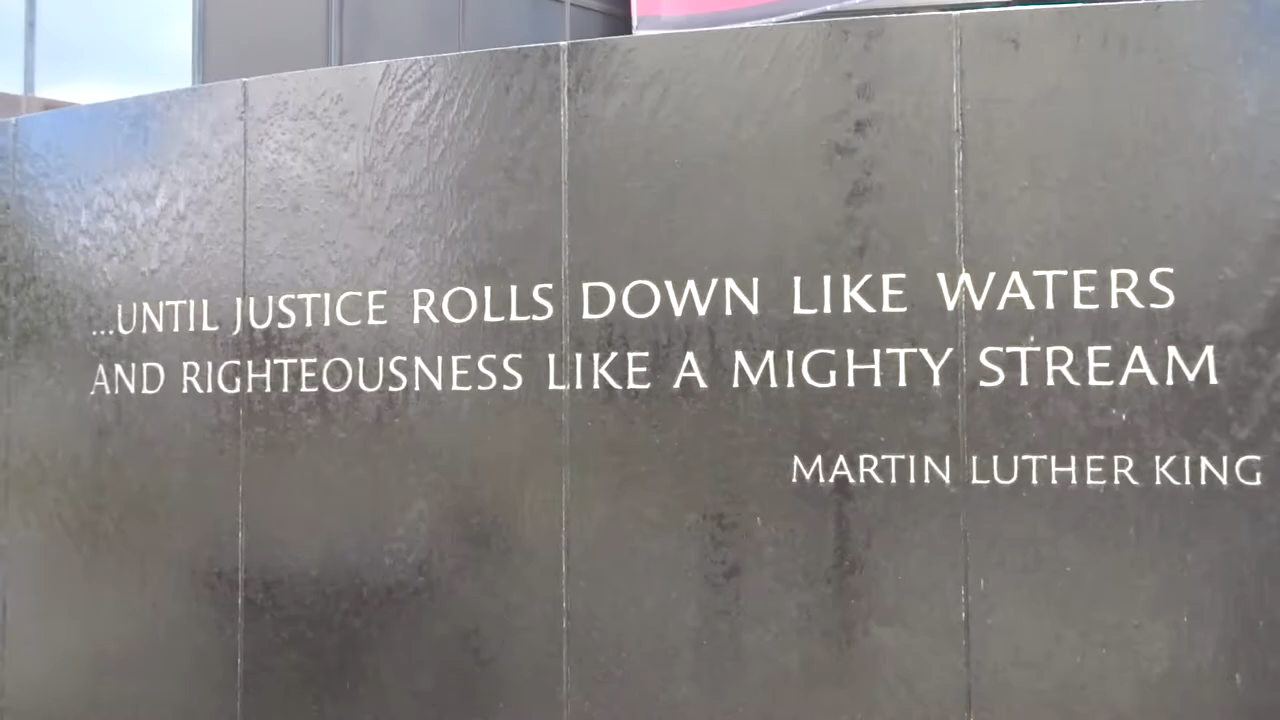 ...UNTIL JUSTICE ROLLS DOWN LIKE WATERS
AND RIGHTEOUSNESS LIKE A MIGHTY STREAM
MARTIN LUTHER KING